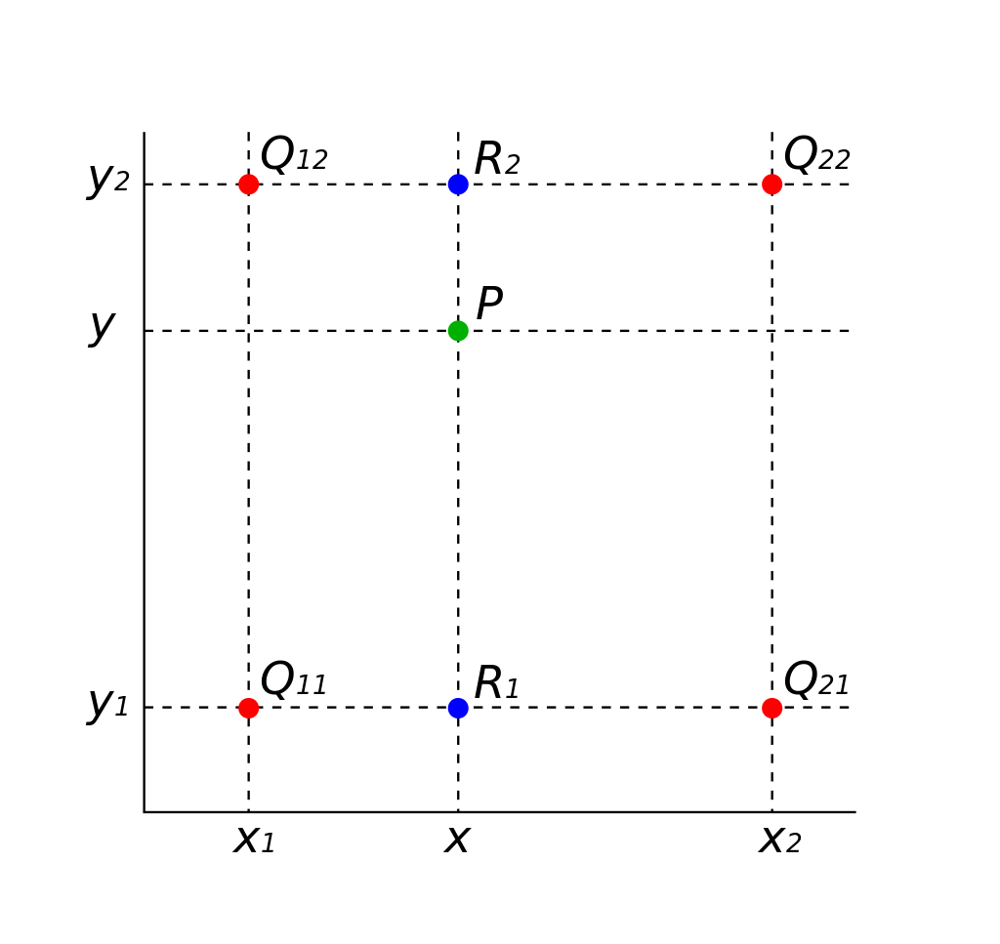 Q₁₂ R₂ Q₂₂
y₂
P
y
Q₁₁ R₁ Q₂₁
y₁
x₁ x x₂